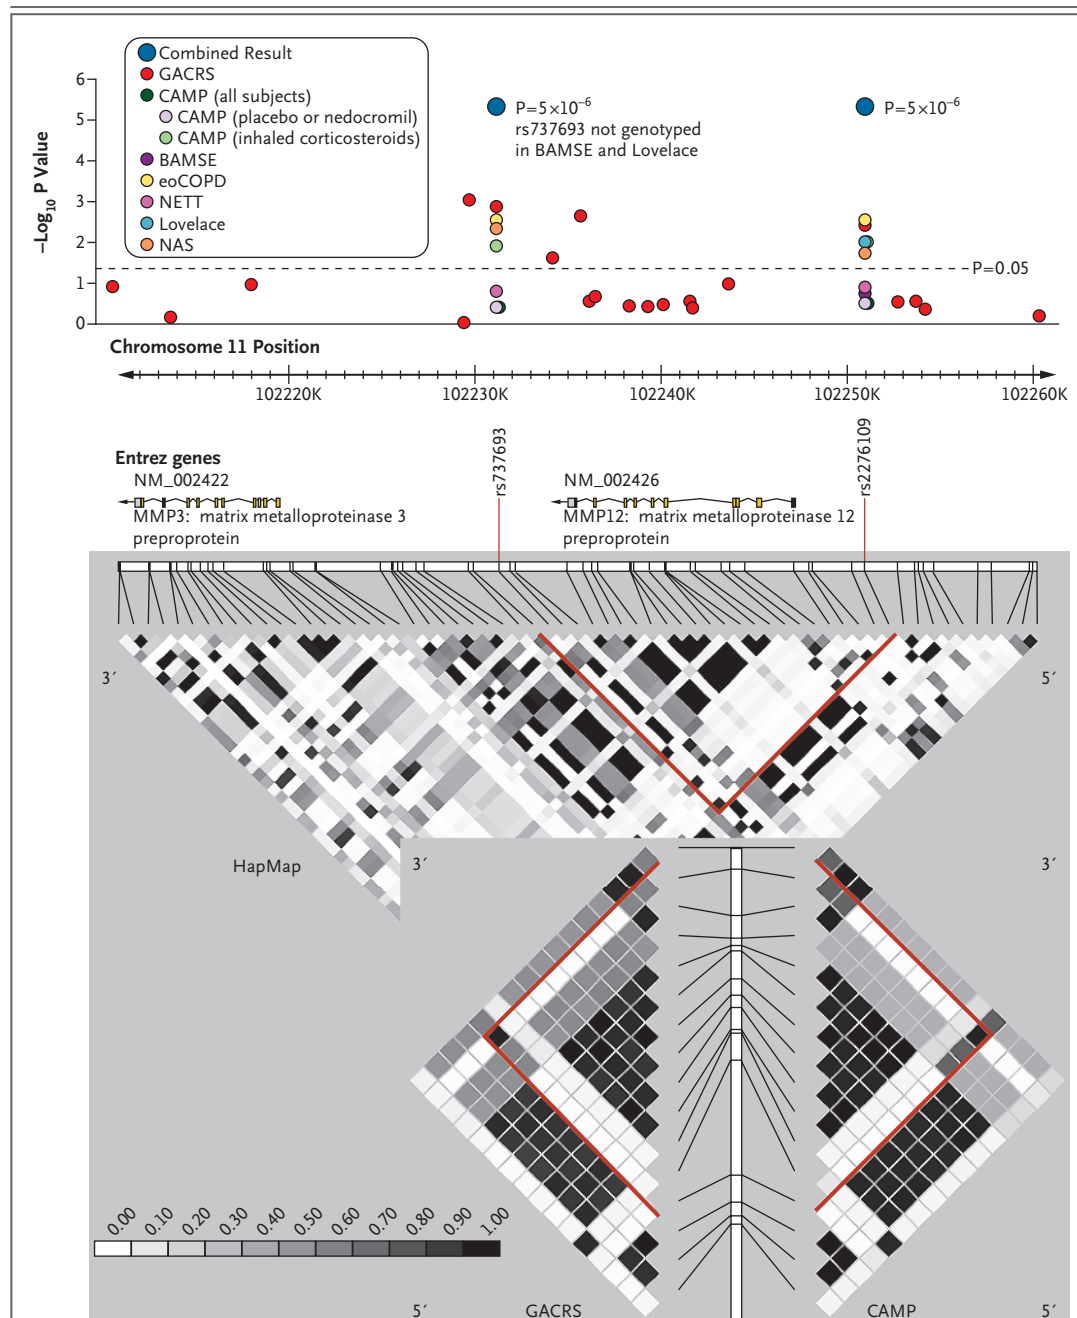 Combined Result
GACRS
CAMP (all subjects)
CAMP (placebo or nedocromil)
CAMP (inhaled corticosteroids)
BAMSE
eoCOPD
NETT
Lovelace
NAS
6
5
4
3
2
1
0
−Log10 P Value
P=5×10−6
rs737693 not genotyped
in BAMSE and Lovelace
P=5×10−6
P=0.05
Chromosome 11 Position
102220K 102230K 102240K 102250K 102260K
rs737693
rs2276109
Entrez genes
NM_002422
MMP3: matrix metalloproteinase 3
preproprotein
NM_002426
MMP12: matrix metalloproteinase 12
preproprotein
3′ 5′
HapMap
3′ 3′
0.00 0.10 0.20 0.30 0.40 0.50 0.60 0.70 0.80 0.90 1.00
5′ GACRS CAMP 5′